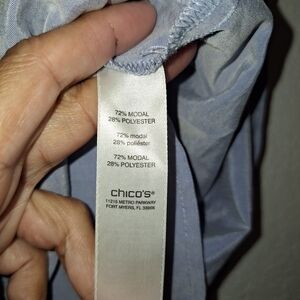 72% MODAL
28% POLYESTER
72% modal
28% poliéster
72% MODAL
28% POLYESTER
chico's®
11215 METRO PARKWAY
FORT MYERS, FL 33966